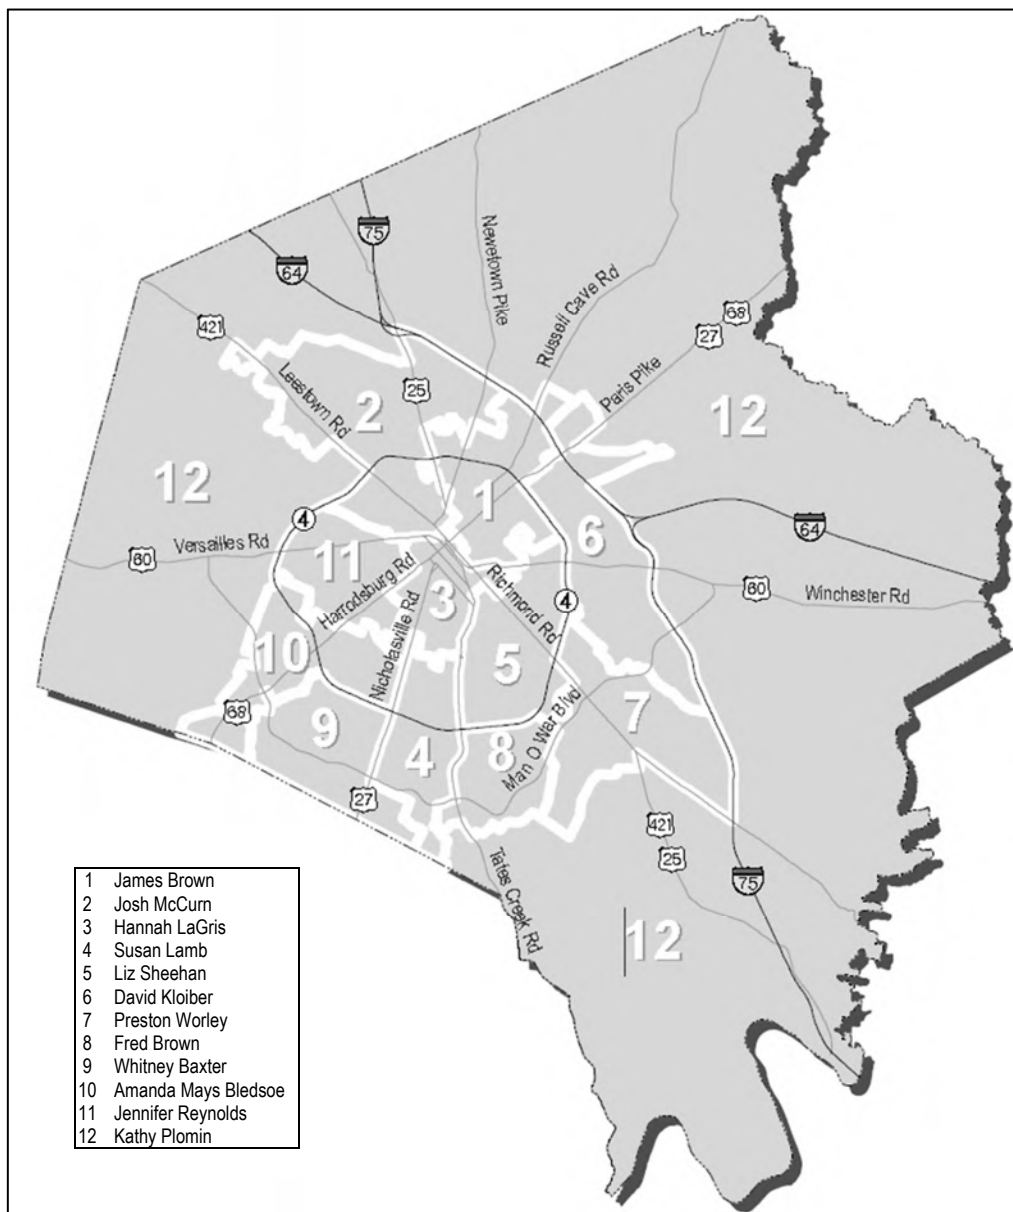 75
64
Newetown Pike
Russell Cave Rd
68
27
421
Paris Pike
25
Leestown Rd
2
12
12
1
4
6
64
Versailles Rd
60
11
Harrodsburg Rd
Richmond Rd
3
4
60
Winchester Rd
Nicholasville Rd
10
5
68
9
4
8
Man O War Blvd
7
27
421
25
Tates Creek Rd
75
12
1 James Brown
2 Josh McCurn
3 Hannah LaGris
4 Susan Lamb
5 Liz Sheehan
6 David Kloiber
7 Preston Worley
8 Fred Brown
9 Whitney Baxter
10 Amanda Mays Bledsoe
11 Jennifer Reynolds
12 Kathy Plomin